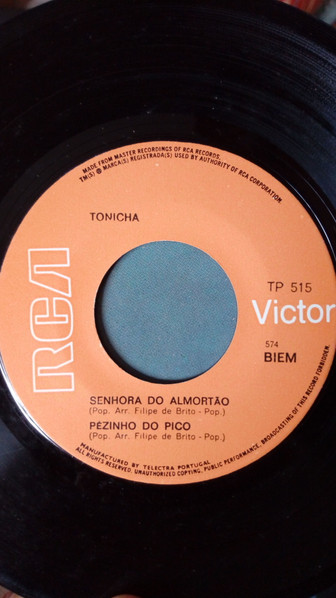 MADE FROM MASTER RECORDINGS OF RCA RECORDS.
TM(S) ® MARCA(S) REGISTRADA(S) USED BY AUTHORITY OF RCA CORPORATION
TONICHA
RCA
TP 515
Victor
574
BIEM
SENHORA DO ALMORTÃO
(Pop. Arr. Filipe de Brito - Pop.)
PÉZINHO DO PICO
(Pop. Arr. Filipe de Brito - Pop.)
MANUFACTURED BY TELECTRA PORTUGAL
ALL RIGHTS RESERVED. UNAUTHORIZED COPYING, PUBLIC PERFORMANCE, BROADCASTING OF THIS RECORD FORBIDDEN.